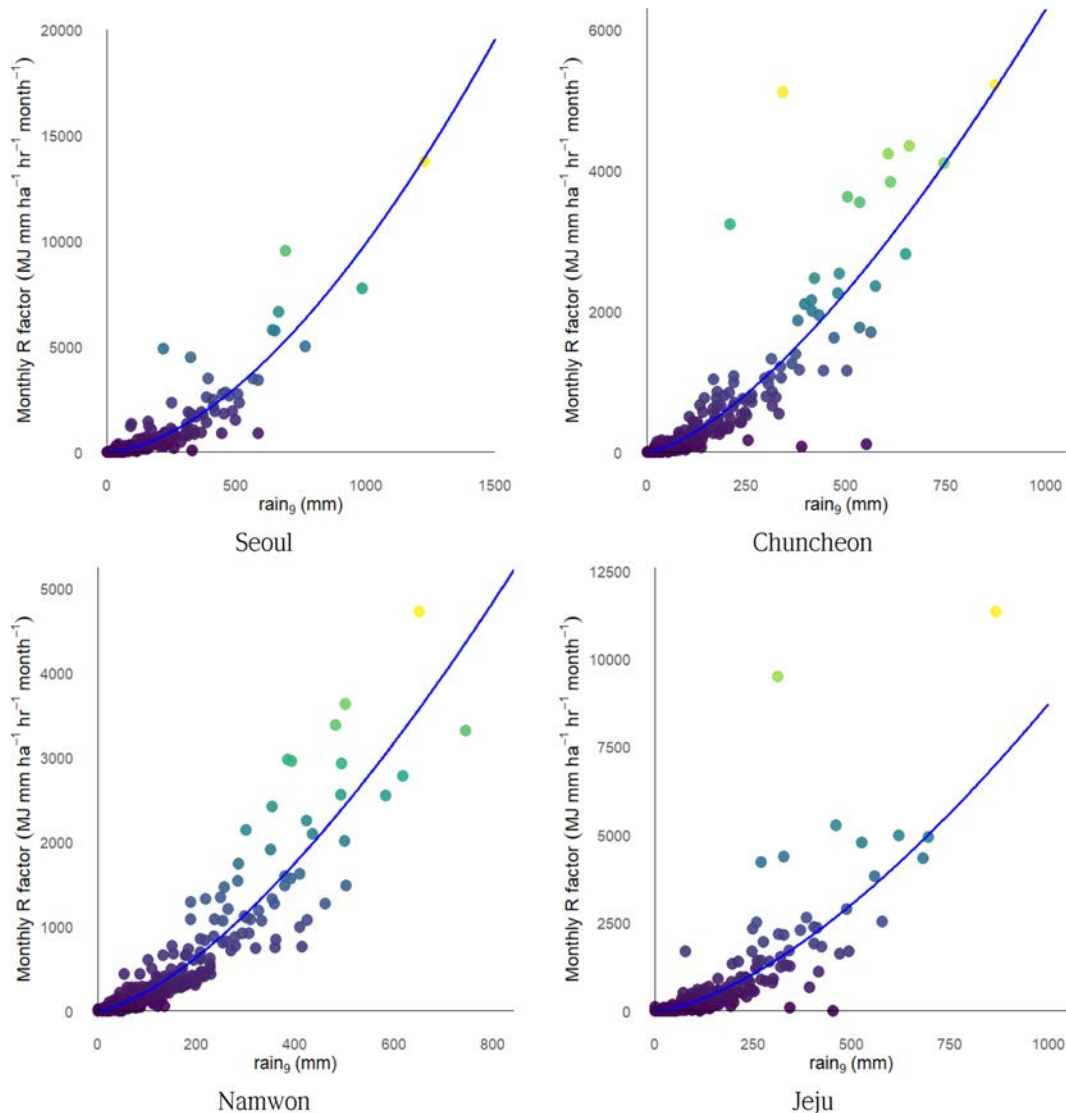 20000
15000
10000
5000
0
Monthly R factor (MJ mm ha⁻¹ hr⁻¹ month⁻¹)
0 500 1000 1500
rain₉ (mm)
Seoul
6000
4000
2000
0
Monthly R factor (MJ mm ha⁻¹ hr⁻¹ month⁻¹)
0 250 500 750 1000
rain₉ (mm)
Chuncheon
5000
4000
3000
2000
1000
0
Monthly R factor (MJ mm ha⁻¹ hr⁻¹ month⁻¹)
0 200 400 600 800
rain₉ (mm)
Namwon
12500
10000
7500
5000
2500
0
Monthly R factor (MJ mm ha⁻¹ hr⁻¹ month⁻¹)
0 250 500 750 1000
rain₉ (mm)
Jeju